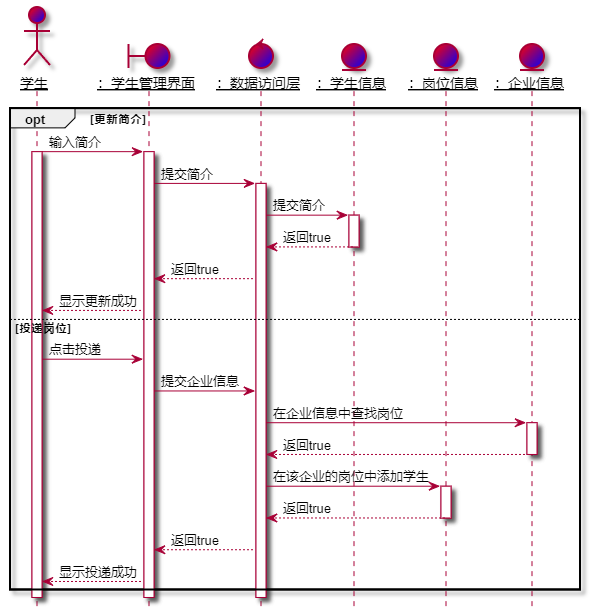 学生
: 学生管理界面
: 数据访问层
: 学生信息
: 岗位信息
: 企业信息
opt [更新简介]
输入简介
提交简介
提交简介
返回true
返回true
显示更新成功
[投递岗位]
点击投递
提交企业信息
在企业信息中查找岗位
返回true
在该企业的岗位中添加学生
返回true
返回true
显示投递成功